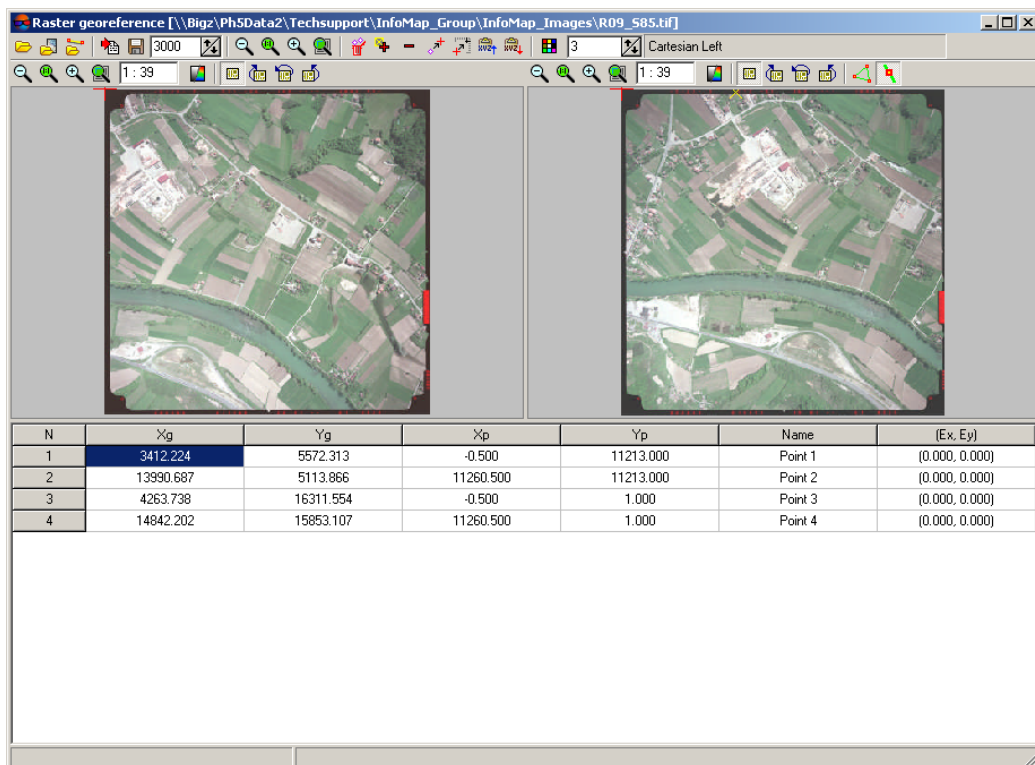 Raster georeference [\\Bigz\Ph5Data2\Techsupport\InfoMap_Group\InfoMap_Images\R09_S85.tif]
3000 3 Cartesian Left
1 : 39 1 : 39
N Xg Yg Xp Yp Name (Ex, Ey)
1 3412.224 5572.313 -0.500 11213.000 Point 1 (0.000, 0.000)
2 13990.687 5113.866 11260.500 11213.000 Point 2 (0.000, 0.000)
3 4263.738 16311.554 -0.500 1.000 Point 3 (0.000, 0.000)
4 14842.202 15853.107 11260.500 1.000 Point 4 (0.000, 0.000)